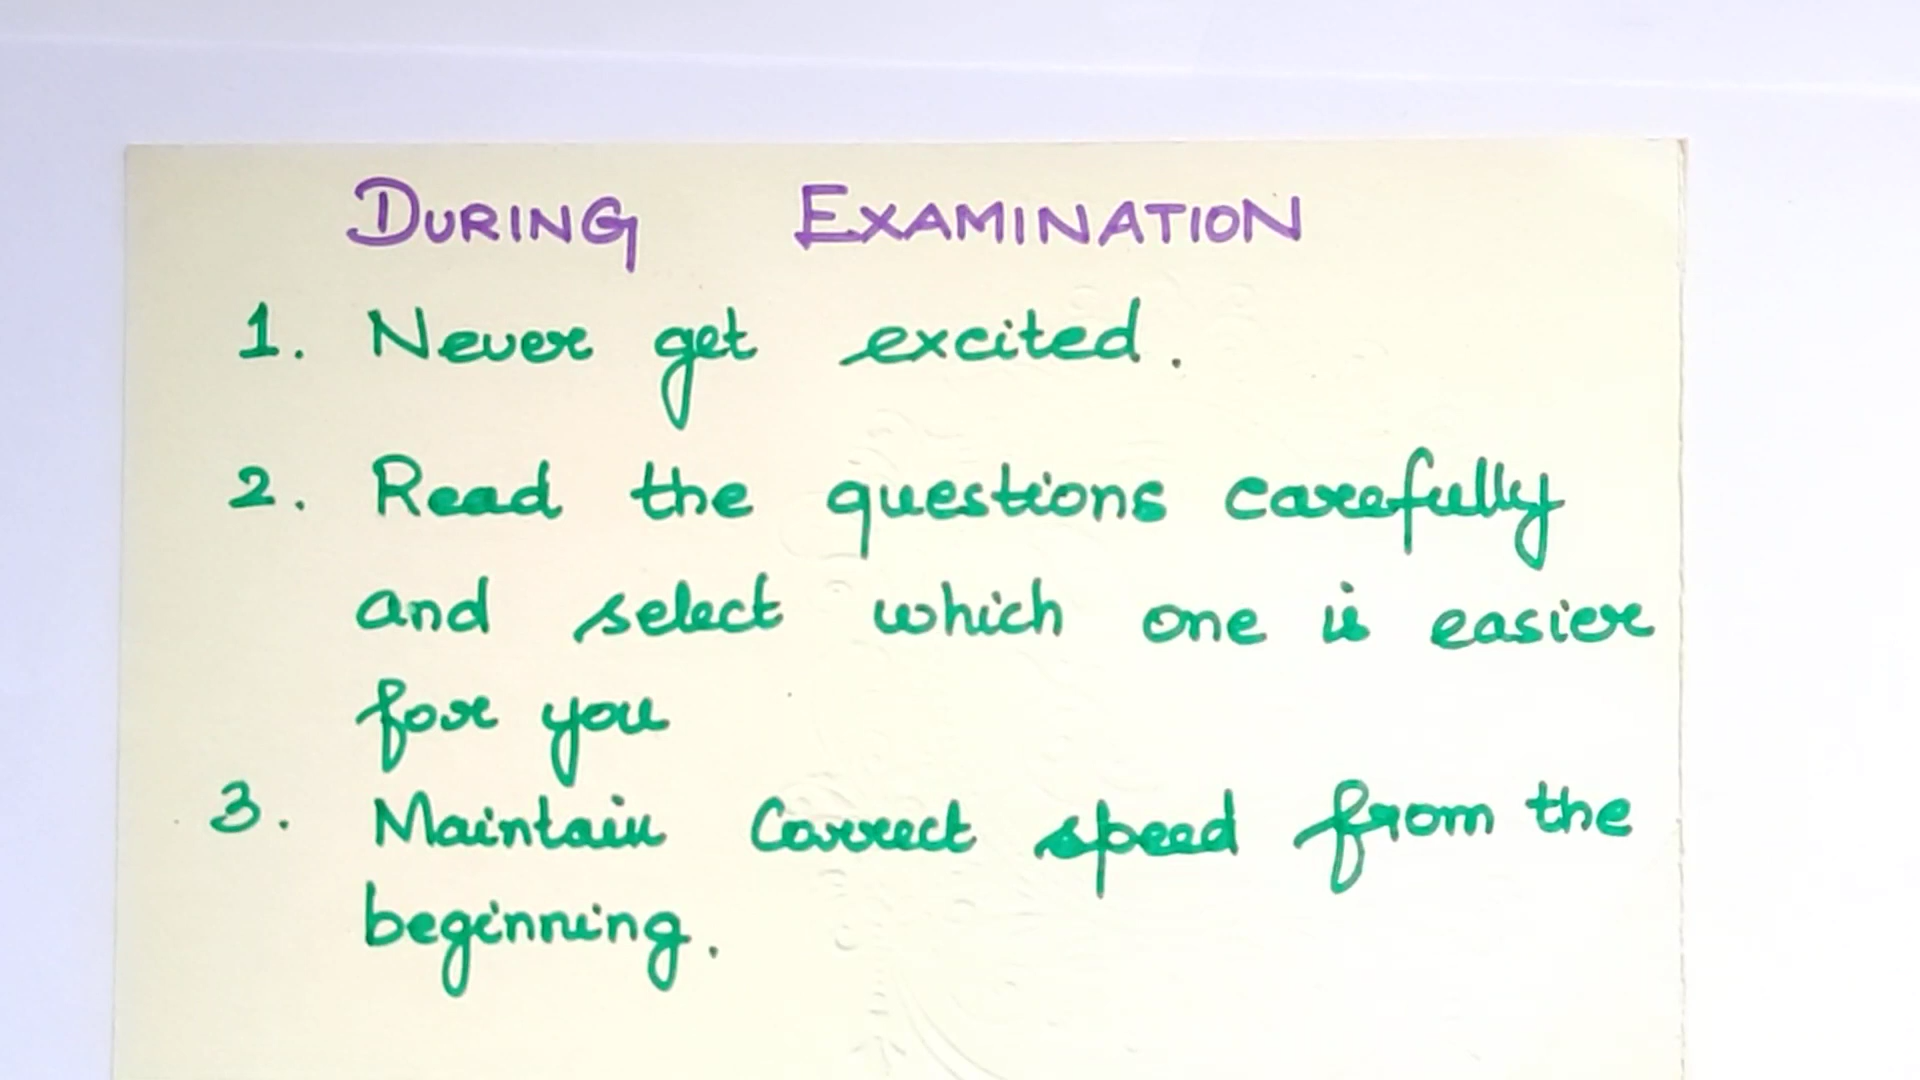 DURING EXAMINATION
1. Never get excited.
2. Read the questions carefully
and select which one is easier
for you
3. Maintain Correct speed from the
beginning.